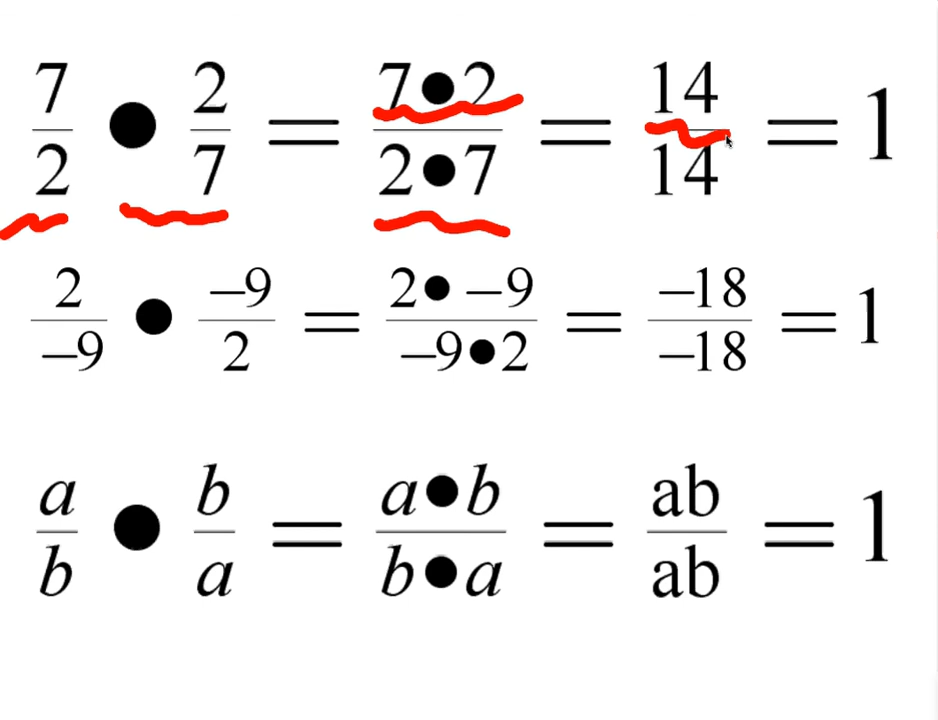 7/2 • 2/7 = 7•2/2•7 = 14/14 = 1
2/−9 • −9/2 = 2• −9/−9•2 = −18/−18 = 1
a/b • b/a = a•b/b•a = ab/ab = 1